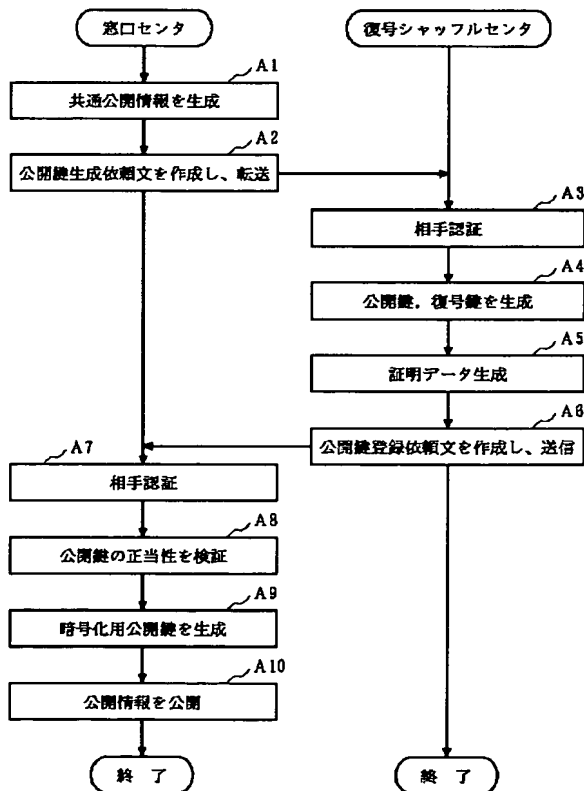 窓口センタ
復号シャッフルセンタ
A1
共通公開情報を生成
A2
公開鍵生成依頼文を作成し、転送
A3
相手認証
A4
公開鍵，復号鍵を生成
A5
証明データ生成
A6
公開鍵登録依頼文を作成し、送信
A7
相手認証
A8
公開鍵の正当性を検証
A9
暗号化用公開鍵を生成
A10
公開情報を公開
終 了
終 了